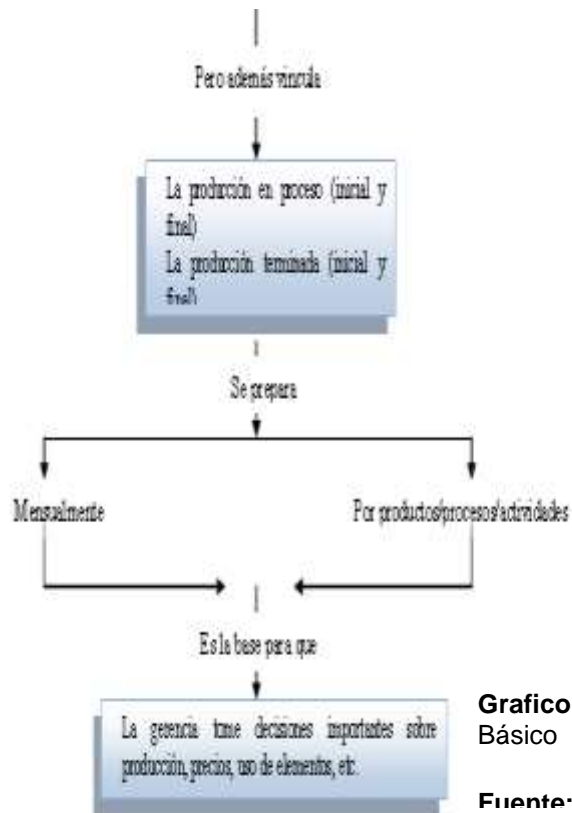 Pero además vincula
La producción en proceso (inicial y
final)
La producción terminada (inicial y
final)
Se prepara
Mensualmente
Por productos/procesos/actividades
Es la base para que
La gerencia tome decisiones importantes sobre
producción, precios, uso de elementos, etc.
Grafico
Básico
Fuente: